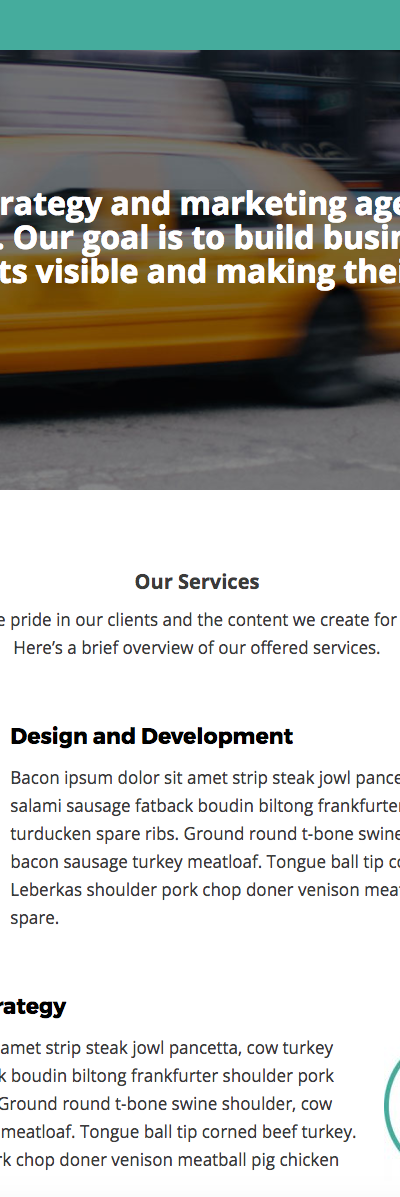 rategy and marketing age
. Our goal is to build busin
ts visible and making thei
Our Services
e pride in our clients and the content we create for
Here’s a brief overview of our offered services.
Design and Development
Bacon ipsum dolor sit amet strip steak jowl pance
salami sausage fatback boudin biltong frankfurte
turducken spare ribs. Ground round t-bone swine
bacon sausage turkey meatloaf. Tongue ball tip co
Leberkas shoulder pork chop doner venison meat
spare.
rategy
amet strip steak jowl pancetta, cow turkey
k boudin biltong frankfurter shoulder pork
Ground round t-bone swine shoulder, cow
meatloaf. Tongue ball tip corned beef turkey.
rk chop doner venison meatball pig chicken